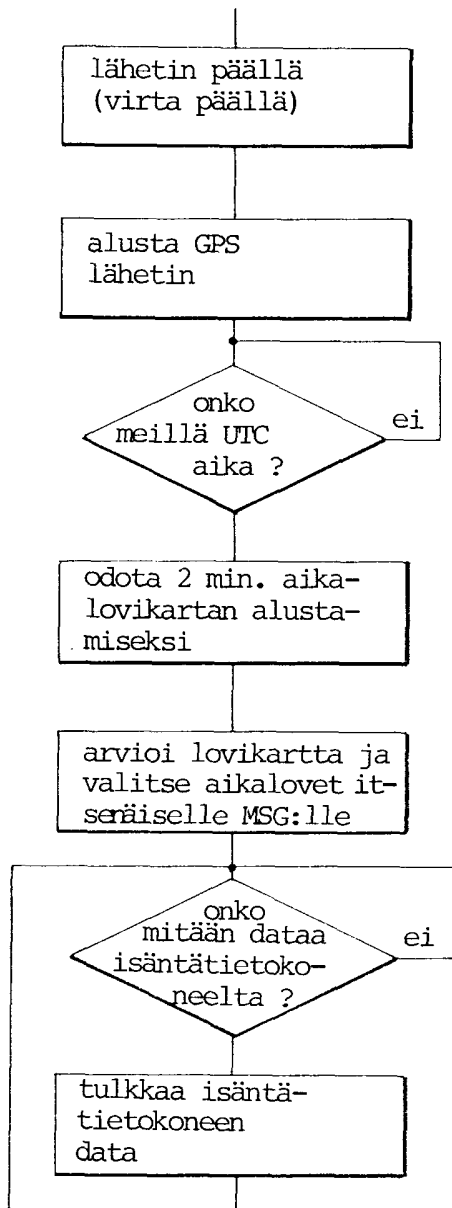 lähetin päällä
(virta päällä)
alusta GPS
lähetin
onko
meillä UTC
aika ?
ei
odota 2 min. aika-
lovikartan alusta-
miseksi
arvioi lovikartta ja
valitse aikalovet it-
senäiselle MSG:lle
onko
mitään dataa
isäntätietoko-
neelta ?
ei
tulkkaa isäntä-
tietokoneen
data